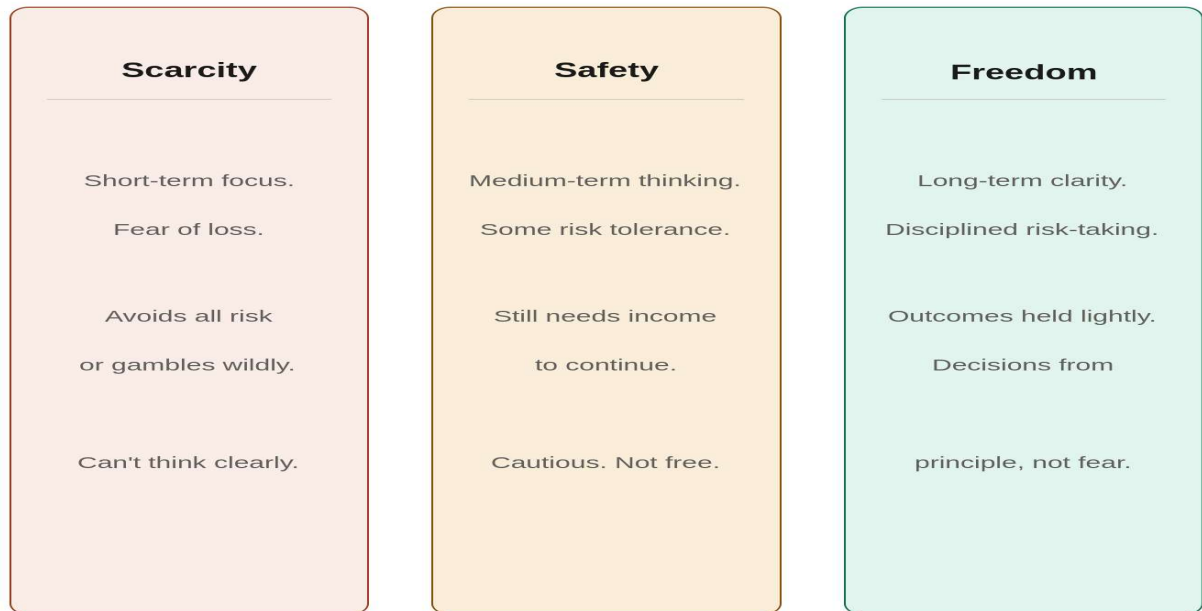 Scarcity
Short-term focus.
Fear of loss.
Avoids all risk
or gambles wildly.
Can't think clearly.
Safety
Medium-term thinking.
Some risk tolerance.
Still needs income
to continue.
Cautious. Not free.
Freedom
Long-term clarity.
Disciplined risk-taking.
Outcomes held lightly.
Decisions from
principle, not fear.